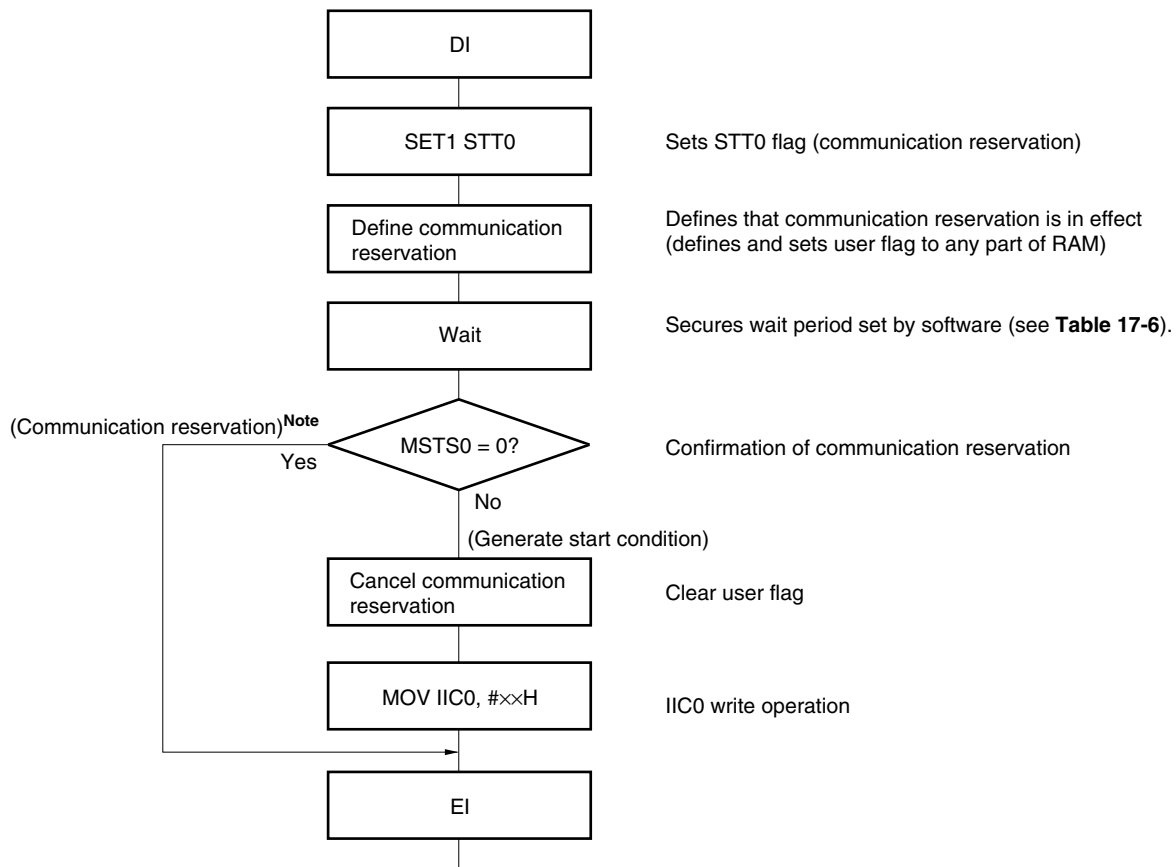 DI
SET1 STT0
Sets STT0 flag (communication reservation)
Define communication
reservation
Defines that communication reservation is in effect
(defines and sets user flag to any part of RAM)
Wait
Secures wait period set by software (see Table 17-6).
(Communication reservation)Note
Yes
MSTS0 = 0?
Confirmation of communication reservation
No
(Generate start condition)
Cancel communication
reservation
Clear user flag
MOV IIC0, #××H
IIC0 write operation
EI